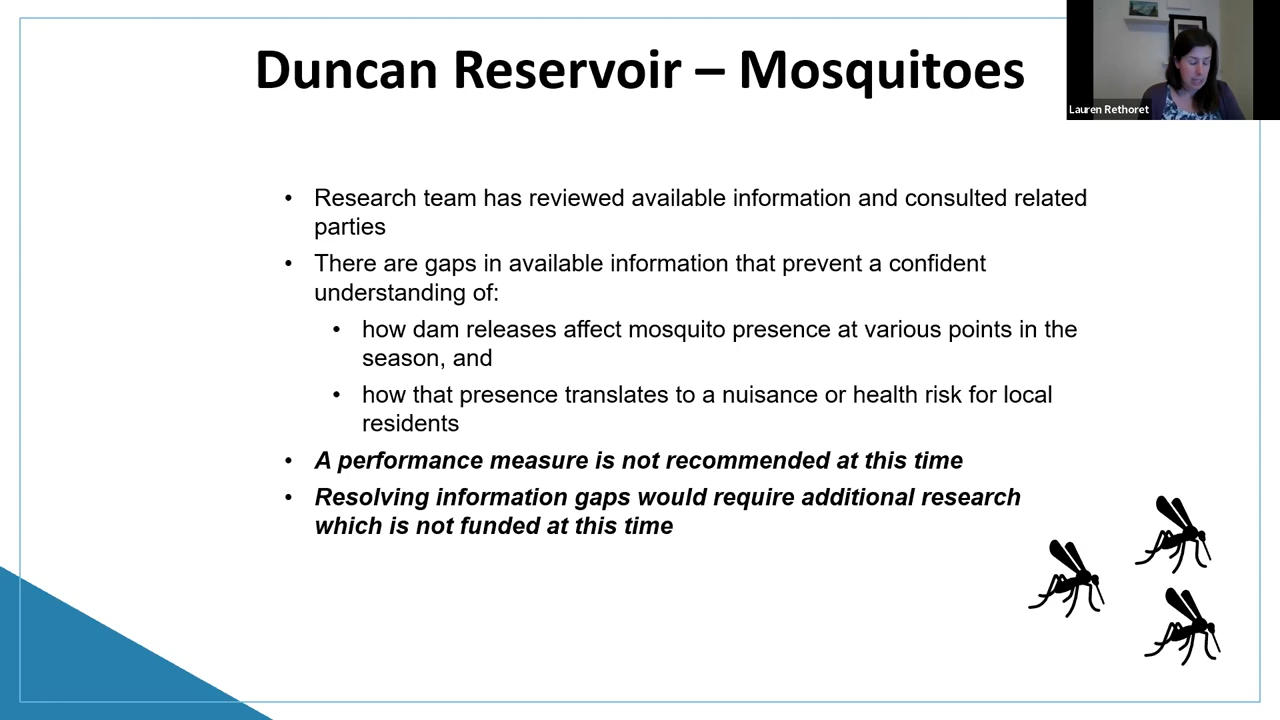 Duncan Reservoir – Mosquitoes
Lauren Rethoret
• Research team has reviewed available information and consulted related
parties
• There are gaps in available information that prevent a confident
understanding of:
• how dam releases affect mosquito presence at various points in the
season, and
• how that presence translates to a nuisance or health risk for local
residents
• A performance measure is not recommended at this time
• Resolving information gaps would require additional research
which is not funded at this time